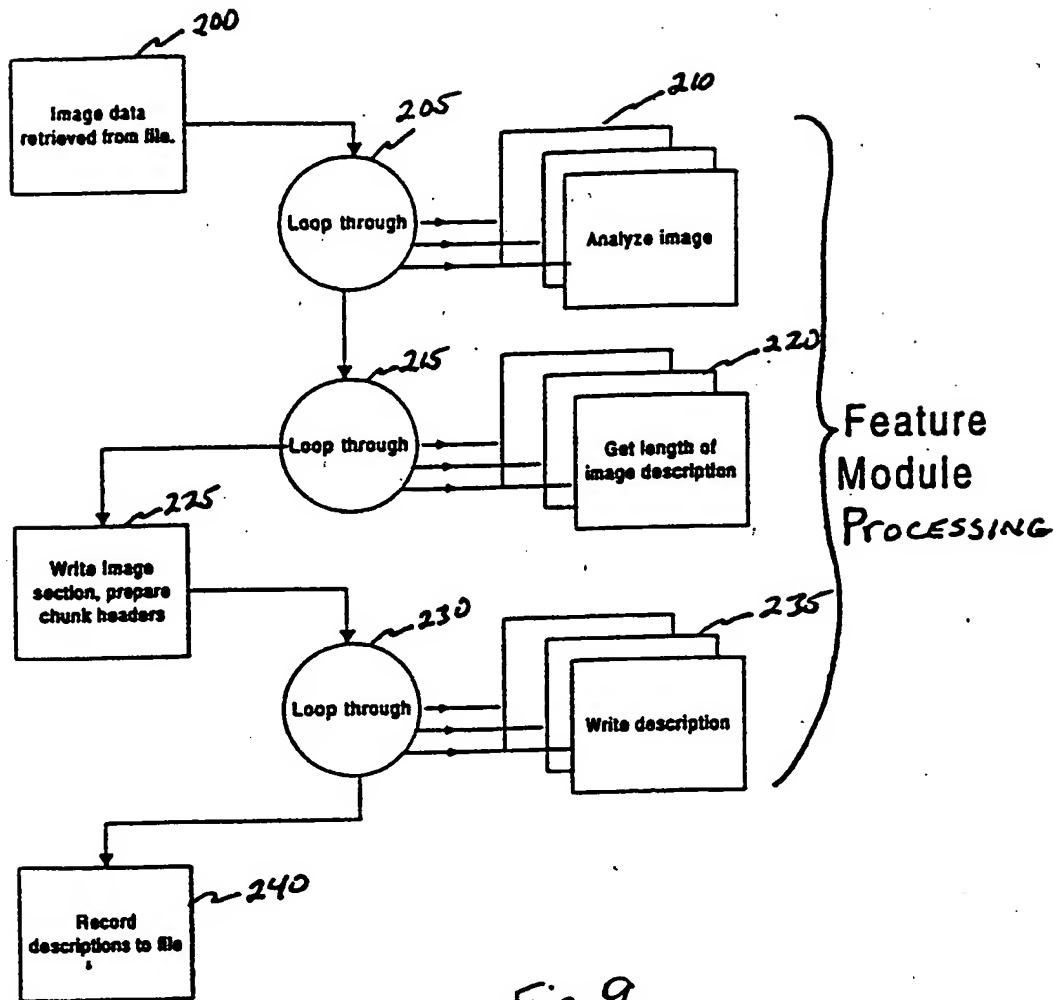 200
Image data
retrieved from file.
205
Loop through
210
Analyze image
215
Loop through
220
Get length of
image description
Feature
Module
PROCESSING
225
Write image
section, prepare
chunk headers
230
Loop through
235
Write description
240
Record
descriptions to file
Fig 9